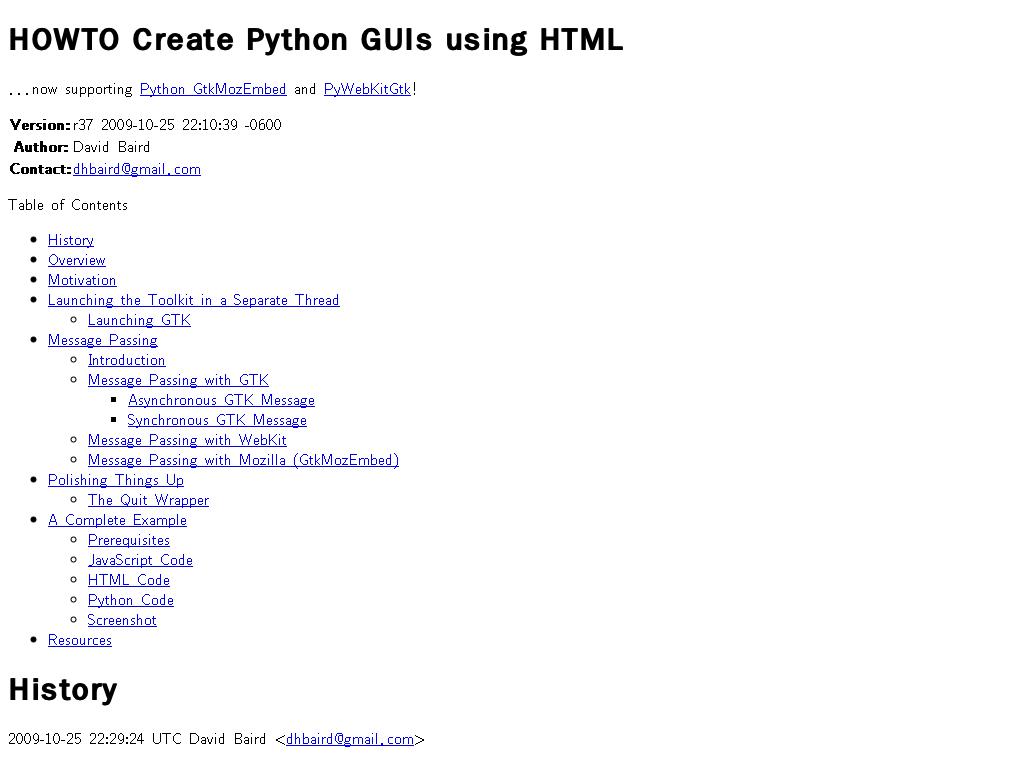 HOWTO Create Python GUIs using HTML
...now supporting Python GtkMozEmbed and PyWebKitGtk!
Version: r37 2009-10-25 22:10:39 -0600
Author: David Baird
Contact: dhbaird@gmail.com
Table of Contents
History
Overview
Motivation
Launching the Toolkit in a Separate Thread
Launching GTK
Message Passing
Introduction
Message Passing with GTK
Asynchronous GTK Message
Synchronous GTK Message
Message Passing with WebKit
Message Passing with Mozilla (GtkMozEmbed)
Polishing Things Up
The Quit Wrapper
A Complete Example
Prerequisites
JavaScript Code
HTML Code
Python Code
Screenshot
Resources
History
2009-10-25 22:29:24 UTC David Baird <dhbaird@gmail.com>